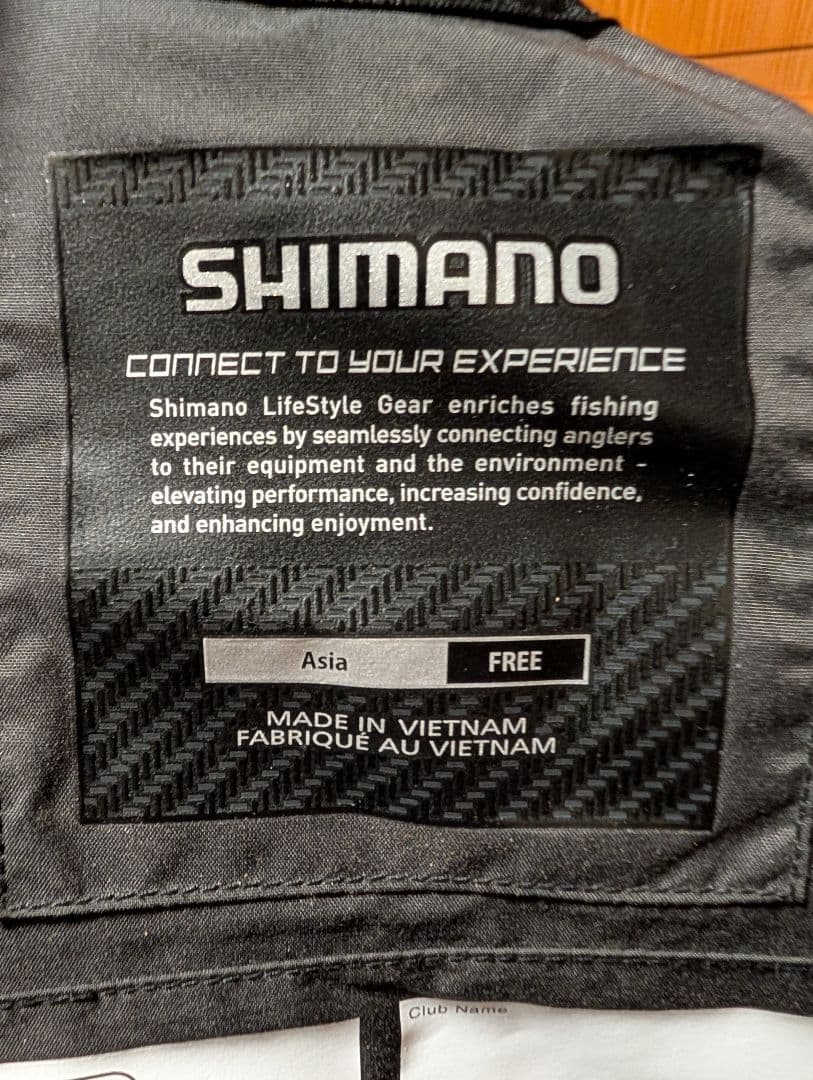 SHIMANO
CONNECT TO YOUR EXPERIENCE
Shimano LifeStyle Gear enriches fishing
experiences by seamlessly connecting anglers
to their equipment and the environment -
elevating performance, increasing confidence,
and enhancing enjoyment.
Asia FREE
MADE IN VIETNAM
FABRIQUÉ AU VIETNAM
Club Name